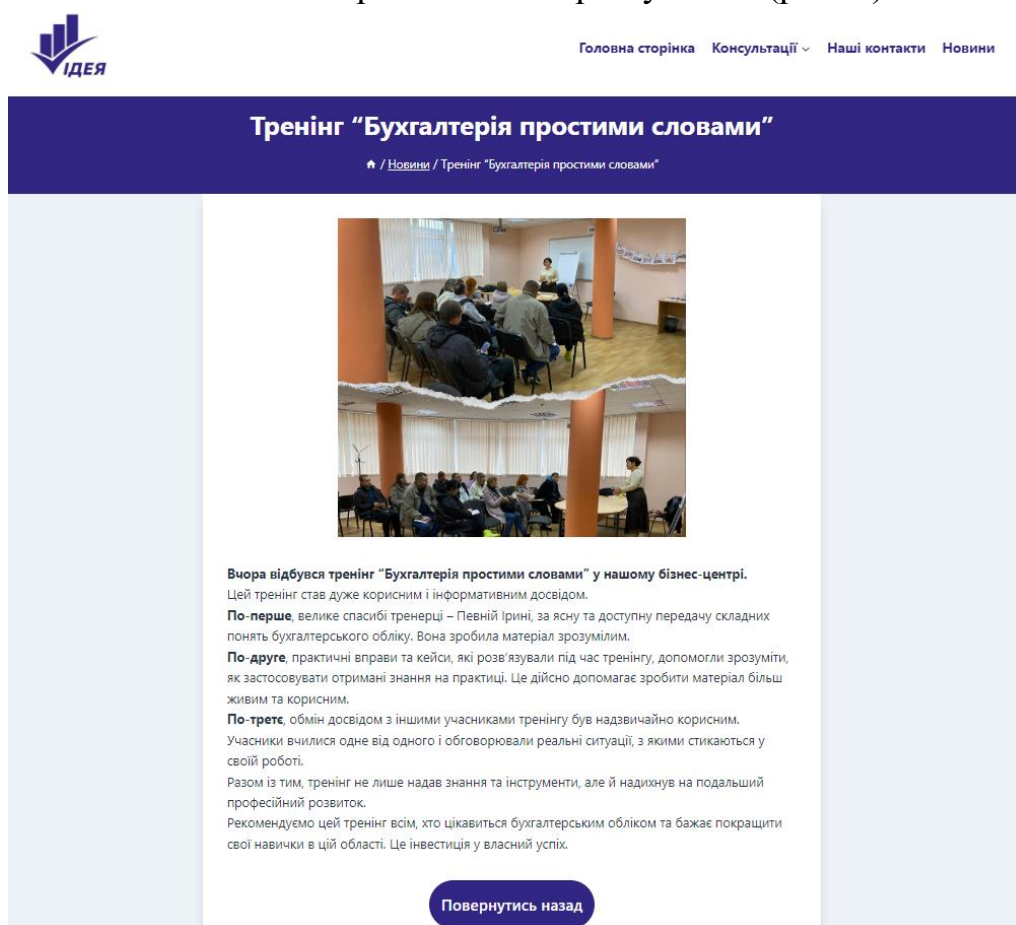 ІДЕЯ
Головна сторінка Консультації Наші контакти Новини
Тренінг “Бухгалтерія простими словами”
/ Новини / Тренінг “Бухгалтерія простими словами”
Вчора відбувся тренінг “Бухгалтерія простими словами” у нашому бізнес-центрі.
Цей тренінг став дуже корисним і інформативним досвідом.
По-перше, велике спасибі тренерці – Певній Ірині, за ясну та доступну передачу складних
понять бухгалтерського обліку. Вона зробила матеріал зрозумілим.
По-друге, практичні вправи та кейси, які розв’язували під час тренінгу, допомогли зрозуміти,
як застосовувати отримані знання на практиці. Це дійсно допомагає зробити матеріал більш
живим та корисним.
По-третє, обмін досвідом з іншими учасниками тренінгу був надзвичайно корисним.
Учасники вчилися одне від одного і обговорювали реальні ситуації, з якими стикаються у
своїй роботі.
Разом із тим, тренінг не лише надав знання та інструменти, але й надихнув на подальший
професійний розвиток.
Рекомендуємо цей тренінг всім, хто цікавиться бухгалтерським обліком та бажає покращити
свої навички в цій області. Це інвестиція у власний успіх.
Повернутись назад